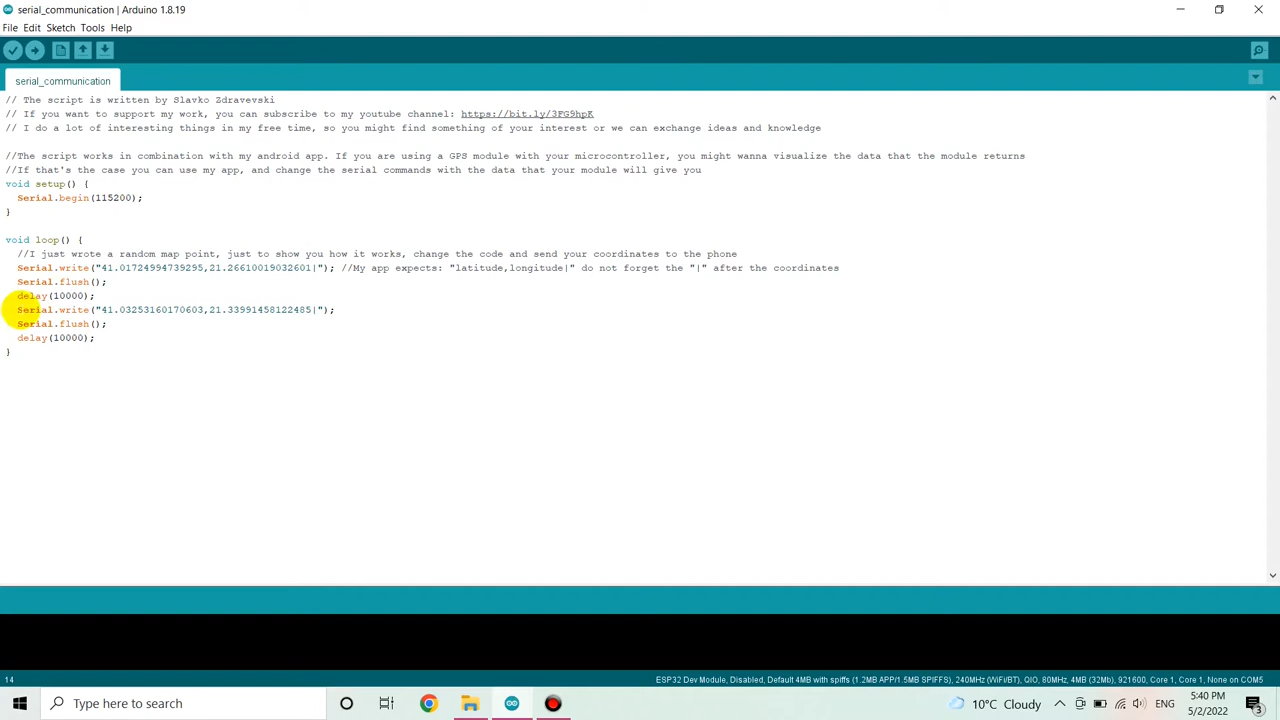 serial_communication | Arduino 1.8.19
File Edit Sketch Tools Help
serial_communication
// The script is written by Slavko Zdravevski
// If you want to support my work, you can subscribe to my youtube channel: https://bit.ly/3FG9hpK
// I do a lot of interesting things in my free time, so you might find something of your interest or we can exchange ideas and knowledge
//The script works in combination with my android app. If you are using a GPS module with your microcontroller, you might wanna visualize the data that the module returns
//If that's the case you can use my app, and change the serial commands with the data that your module will give you
void setup() {
Serial.begin(115200);
}
void loop() {
//I just wrote a random map point, just to show you how it works, change the code and send your coordinates to the phone
Serial.write("41.01724994739295,21.26610019032601|"); //My app expects: "latitude,longitude|" do not forget the "|" after the coordinates
Serial.flush();
delay(10000);
Serial.write("41.03253160170603,21.33991458122485|");
Serial.flush();
delay(10000);
}
14
ESP32 Dev Module, Disabled, Default 4MB with spiffs (1.2MB APP/1.5MB SPIFFS), 240MHz (WiFi/BT), QIO, 80MHz, 4MB (32Mb), 921600, Core 1, Core 1, None on COM5
Type here to search
10°C Cloudy
ENG
5:40 PM
5/2/2022
3